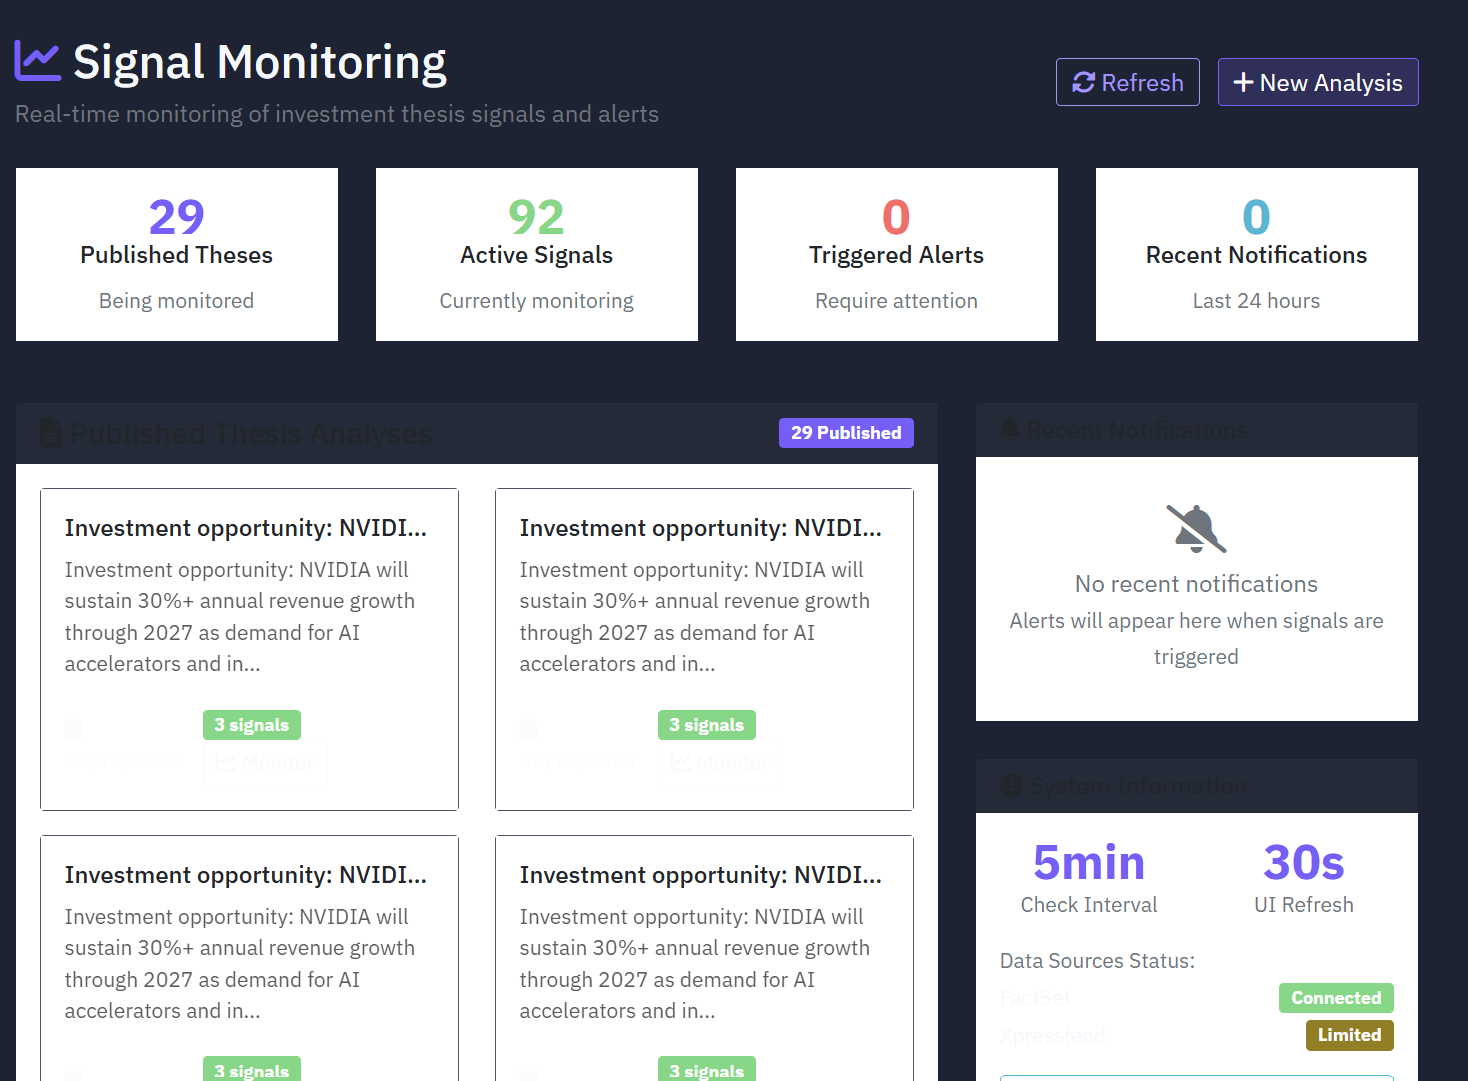 Signal Monitoring
Real-time monitoring of investment thesis signals and alerts
Refresh
New Analysis
29
Published Theses
Being monitored
92
Active Signals
Currently monitoring
0
Triggered Alerts
Require attention
0
Recent Notifications
Last 24 hours
Published Thesis Analyses
29 Published
Investment opportunity: NVIDI...
Investment opportunity: NVIDIA will
sustain 30%+ annual revenue growth
through 2027 as demand for AI
accelerators and in...
3 signals
Monitor
Investment opportunity: NVIDI...
Investment opportunity: NVIDIA will
sustain 30%+ annual revenue growth
through 2027 as demand for AI
accelerators and in...
3 signals
Monitor
Investment opportunity: NVIDI...
Investment opportunity: NVIDIA will
sustain 30%+ annual revenue growth
through 2027 as demand for AI
accelerators and in...
3 signals
Investment opportunity: NVIDI...
Investment opportunity: NVIDIA will
sustain 30%+ annual revenue growth
through 2027 as demand for AI
accelerators and in...
3 signals
Recent Notifications
No recent notifications
Alerts will appear here when signals are
triggered
System Information
5min
Check Interval
30s
UI Refresh
Data Sources Status:
FactSet
Connected
Xpressfeed
Limited